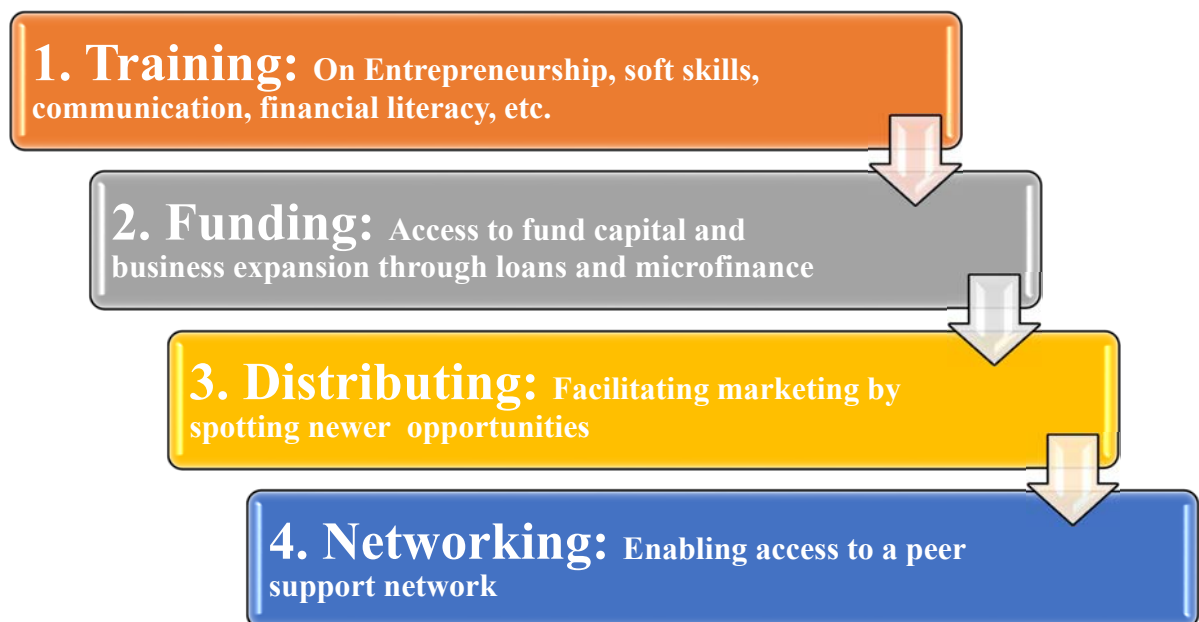 1. Training: On Entrepreneurship, soft skills,
communication, financial literacy, etc.
2. Funding: Access to fund capital and
business expansion through loans and microfinance
3. Distributing: Facilitating marketing by
spotting newer opportunities
4. Networking: Enabling access to a peer
support network